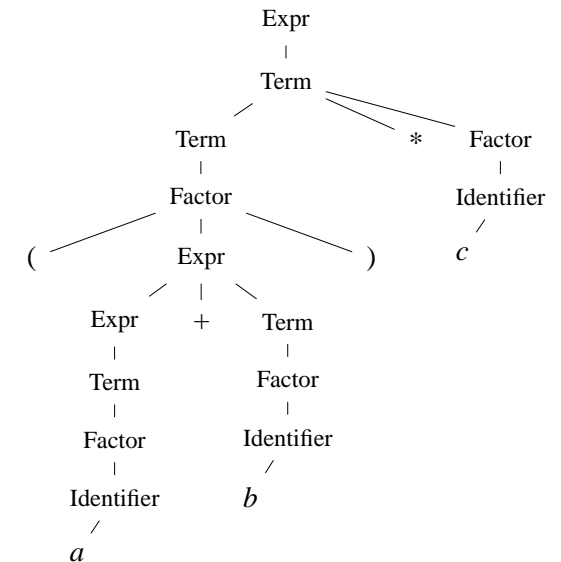 Expr
Term
Term * Factor
Factor Identifier
( Expr ) c
Expr + Term
Term Factor
Factor Identifier
Identifier b
a